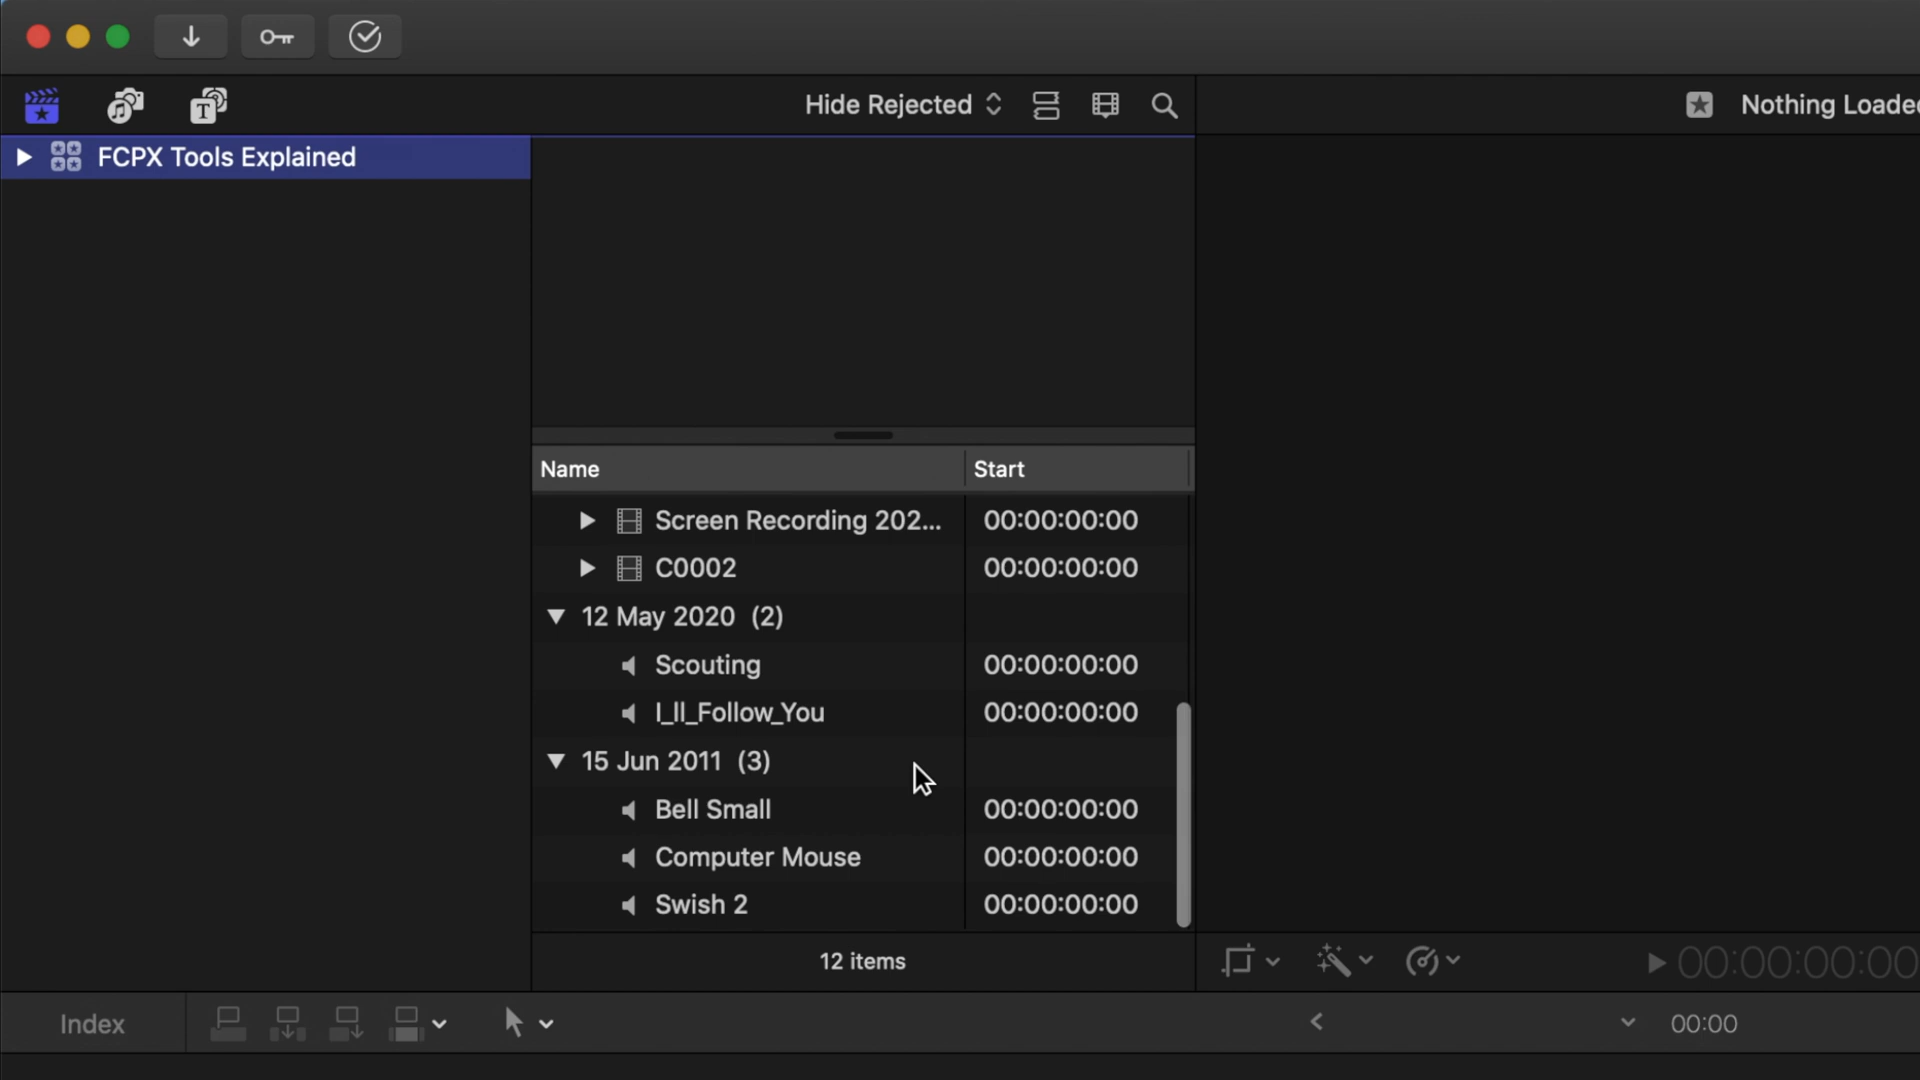 Hide Rejected
Nothing Loaded
FCPX Tools Explained
Name Start
Screen Recording 202... 00:00:00:00
C0002 00:00:00:00
12 May 2020 (2)
Scouting 00:00:00:00
I_ll_Follow_You 00:00:00:00
15 Jun 2011 (3)
Bell Small 00:00:00:00
Computer Mouse 00:00:00:00
Swish 2 00:00:00:00
12 items
00:00:00:00
Index
00:00